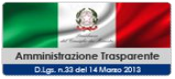 Amministrazione Trasparente
D.Lgs. n.33 del 14 Marzo 2013